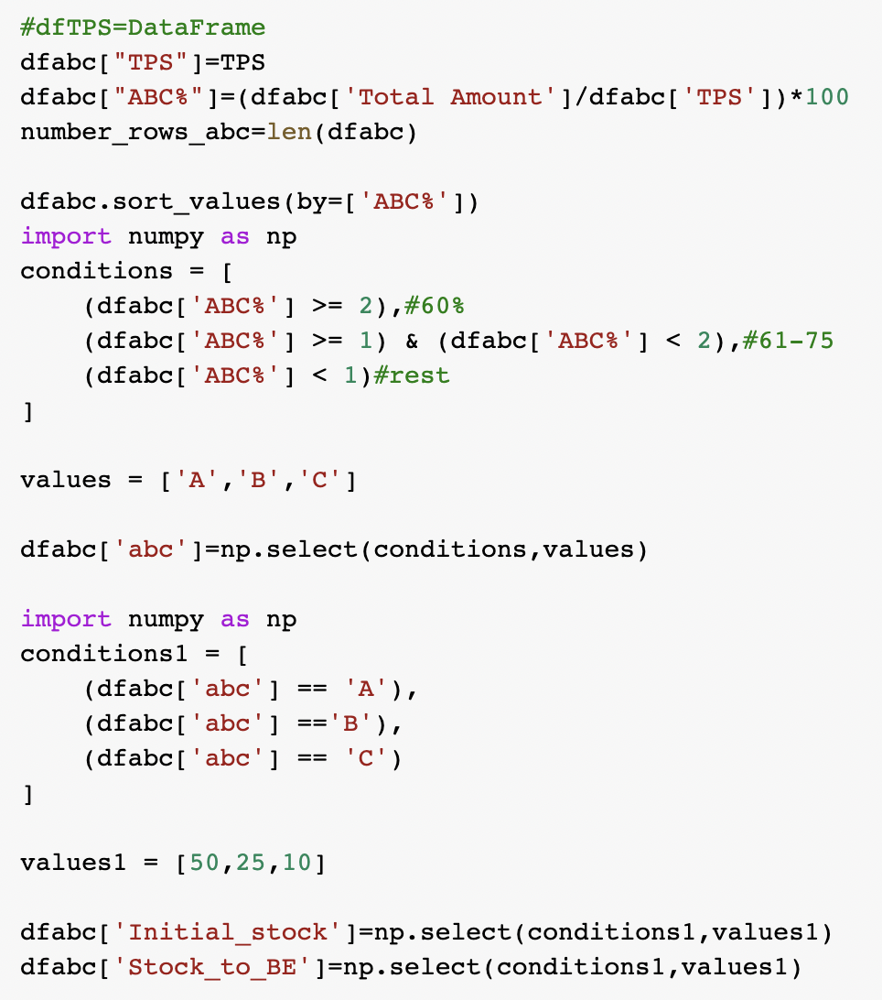 #dfTPS=DataFrame
dfabc["TPS"]=TPS
dfabc["ABC%"]=(dfabc['Total Amount']/dfabc['TPS'])*100
number_rows_abc=len(dfabc)

dfabc.sort_values(by=['ABC%'])
import numpy as np
conditions = [
    (dfabc['ABC%'] >= 2),#60%
    (dfabc['ABC%'] >= 1) & (dfabc['ABC%'] < 2),#61-75
    (dfabc['ABC%'] < 1)#rest
]

values = ['A','B','C']

dfabc['abc']=np.select(conditions,values)

import numpy as np
conditions1 = [
    (dfabc['abc'] == 'A'),
    (dfabc['abc'] =='B'),
    (dfabc['abc'] == 'C')
]

values1 = [50,25,10]

dfabc['Initial_stock']=np.select(conditions1,values1)
dfabc['Stock_to_BE']=np.select(conditions1,values1)